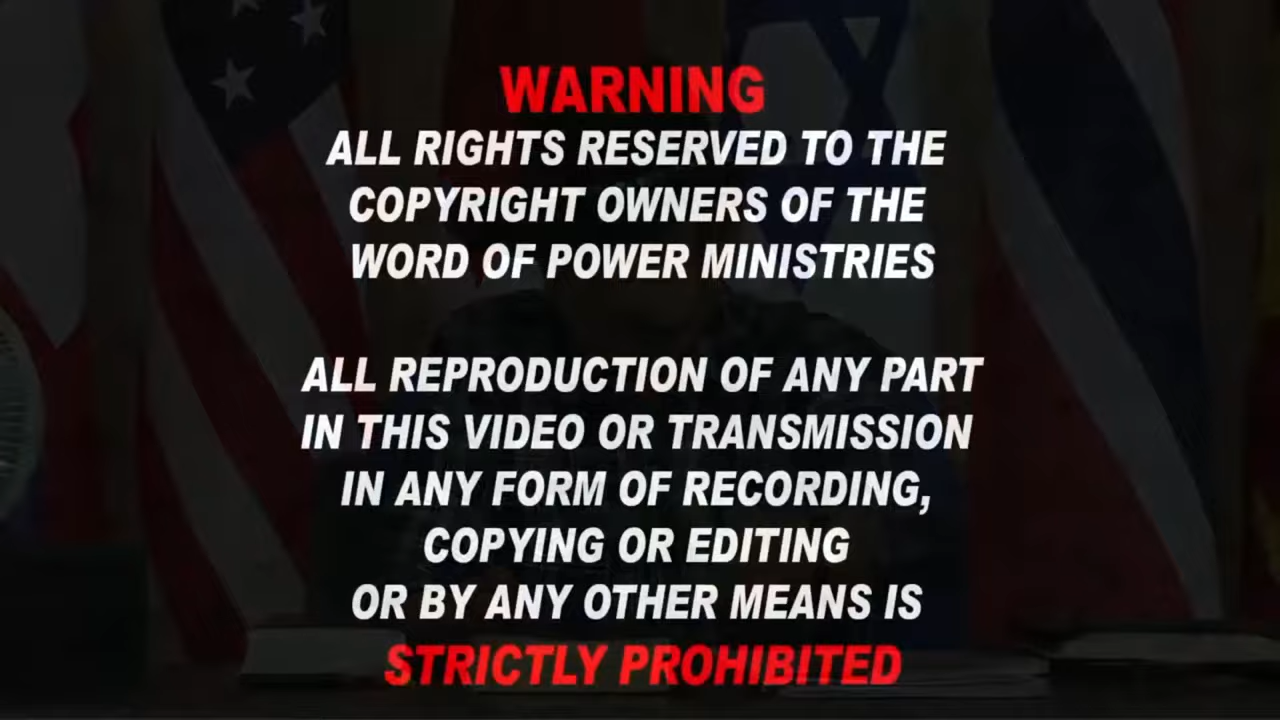 WARNING
ALL RIGHTS RESERVED TO THE
COPYRIGHT OWNERS OF THE
WORD OF POWER MINISTRIES
ALL REPRODUCTION OF ANY PART
IN THIS VIDEO OR TRANSMISSION
IN ANY FORM OF RECORDING,
COPYING OR EDITING
OR BY ANY OTHER MEANS IS
STRICTLY PROHIBITED